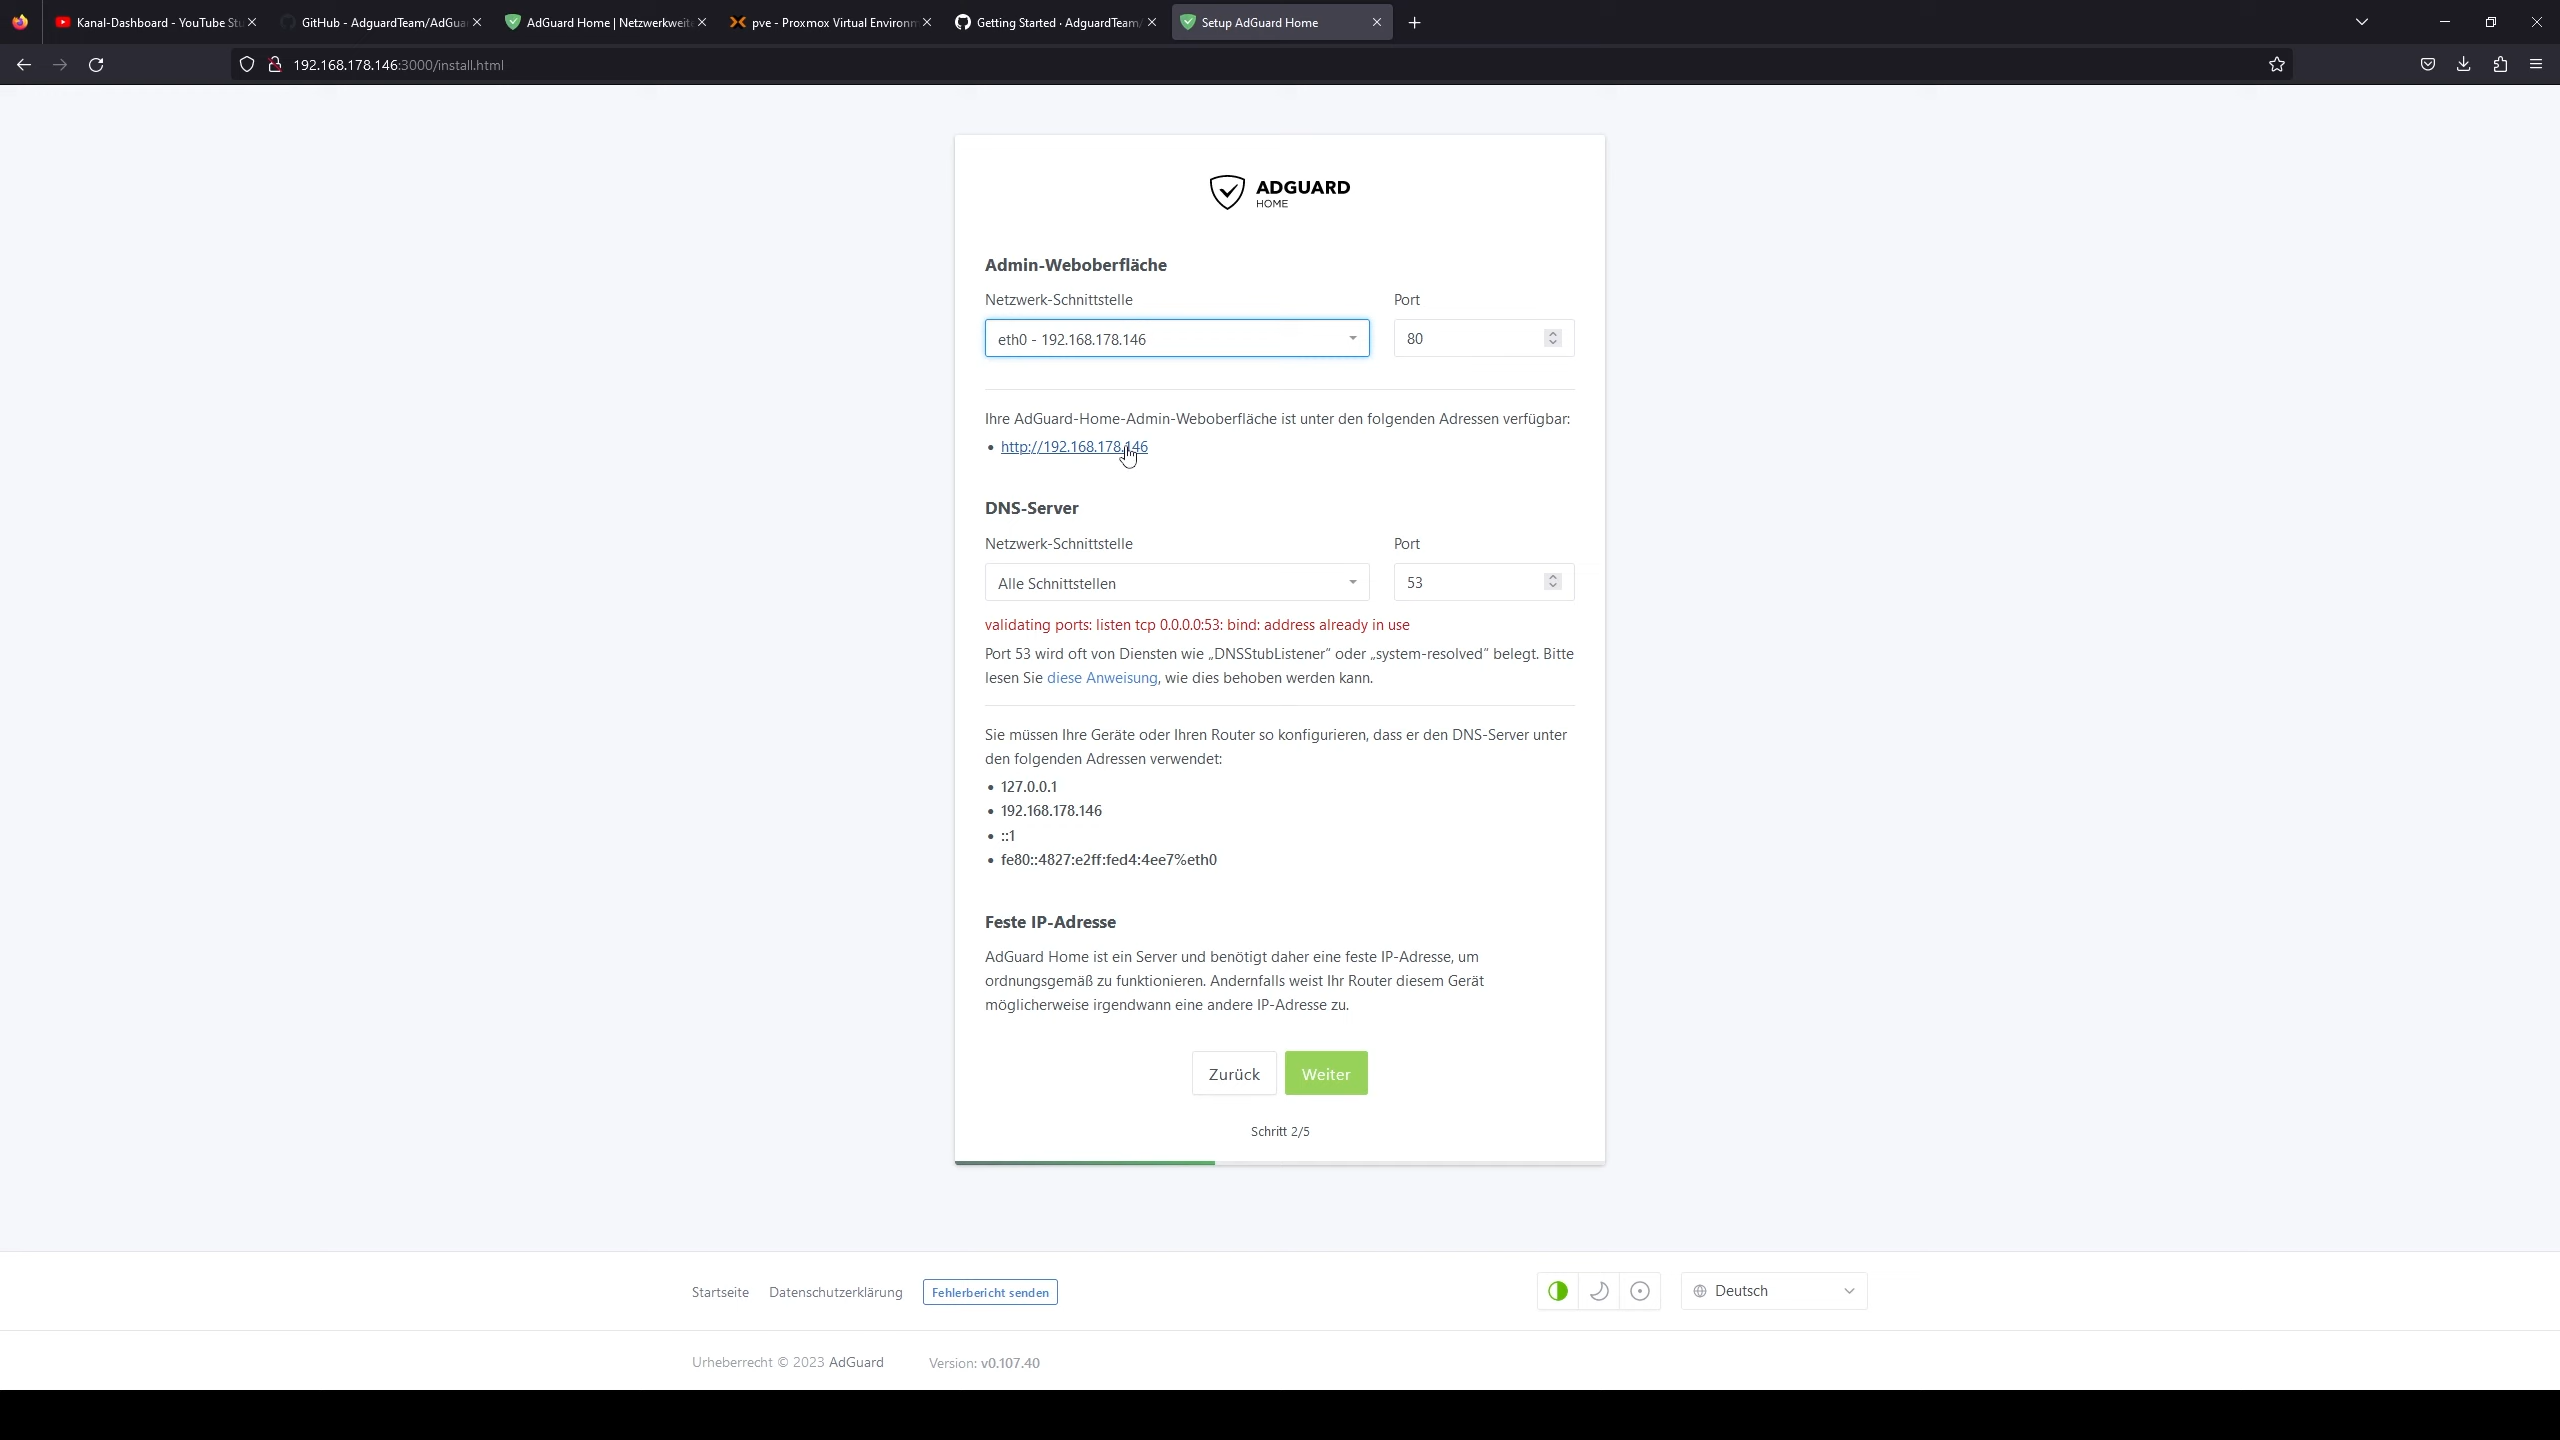 Kanal-Dashboard - YouTube Stu
GitHub - AdguardTeam/AdGua
AdGuard Home | Netzwerkweit
pve - Proxmox Virtual Environm
Getting Started · AdguardTeam/
Setup AdGuard Home
192.168.178.146:3000/install.html
ADGUARD
HOME
Admin-Weboberfläche
Netzwerk-Schnittstelle
Port
eth0 - 192.168.178.146
80
Ihre AdGuard-Home-Admin-Weboberfläche ist unter den folgenden Adressen verfügbar:
• http://192.168.178.146
DNS-Server
Netzwerk-Schnittstelle
Port
Alle Schnittstellen
53
validating ports: listen tcp 0.0.0.0:53: bind: address already in use
Port 53 wird oft von Diensten wie „DNSStubListener“ oder „system-resolved“ belegt. Bitte
lesen Sie diese Anweisung, wie dies behoben werden kann.
Sie müssen Ihre Geräte oder Ihren Router so konfigurieren, dass er den DNS-Server unter
den folgenden Adressen verwendet:
• 127.0.0.1
• 192.168.178.146
• ::1
• fe80::4827:e2ff:fed4:4ee7%eth0
Feste IP-Adresse
AdGuard Home ist ein Server und benötigt daher eine feste IP-Adresse, um
ordnungsgemäß zu funktionieren. Andernfalls weist Ihr Router diesem Gerät
möglicherweise irgendwann eine andere IP-Adresse zu.
Zurück
Weiter
Schritt 2/5
Startseite
Datenschutzerklärung
Fehlerbericht senden
Deutsch
Urheberrecht © 2023 AdGuard
Version: v0.107.40